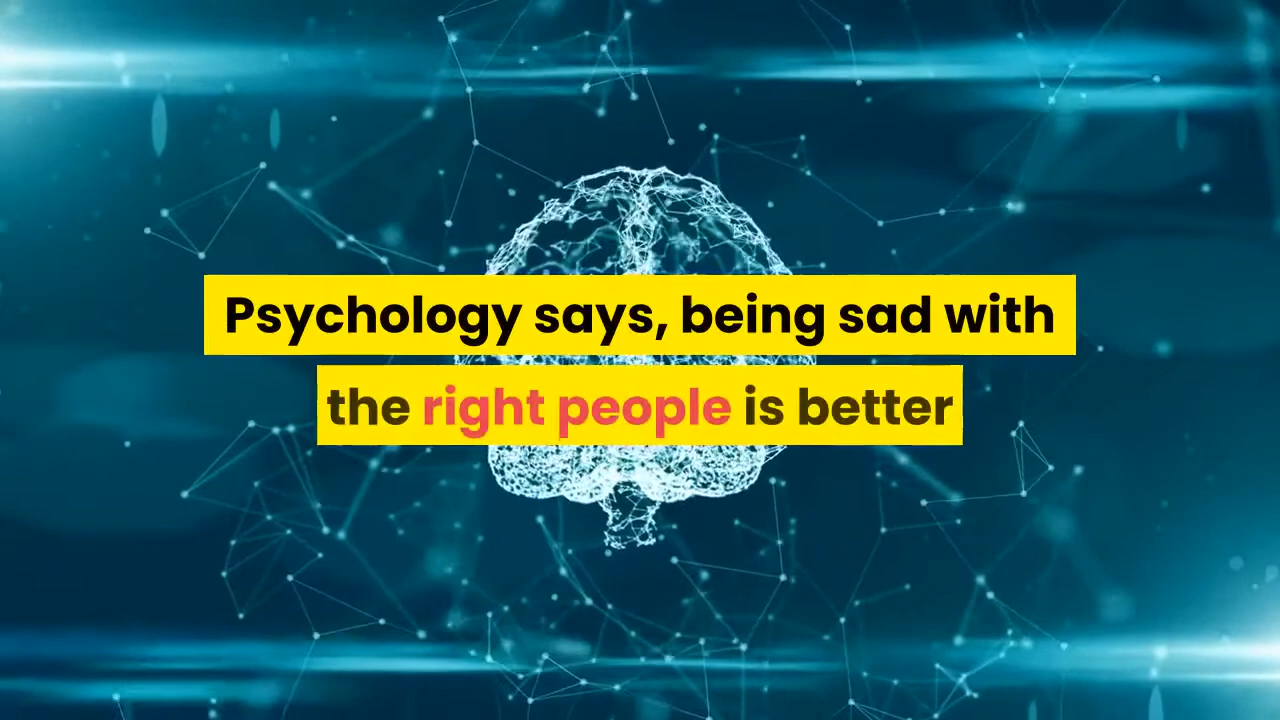 Psychology says, being sad with
the right people is better